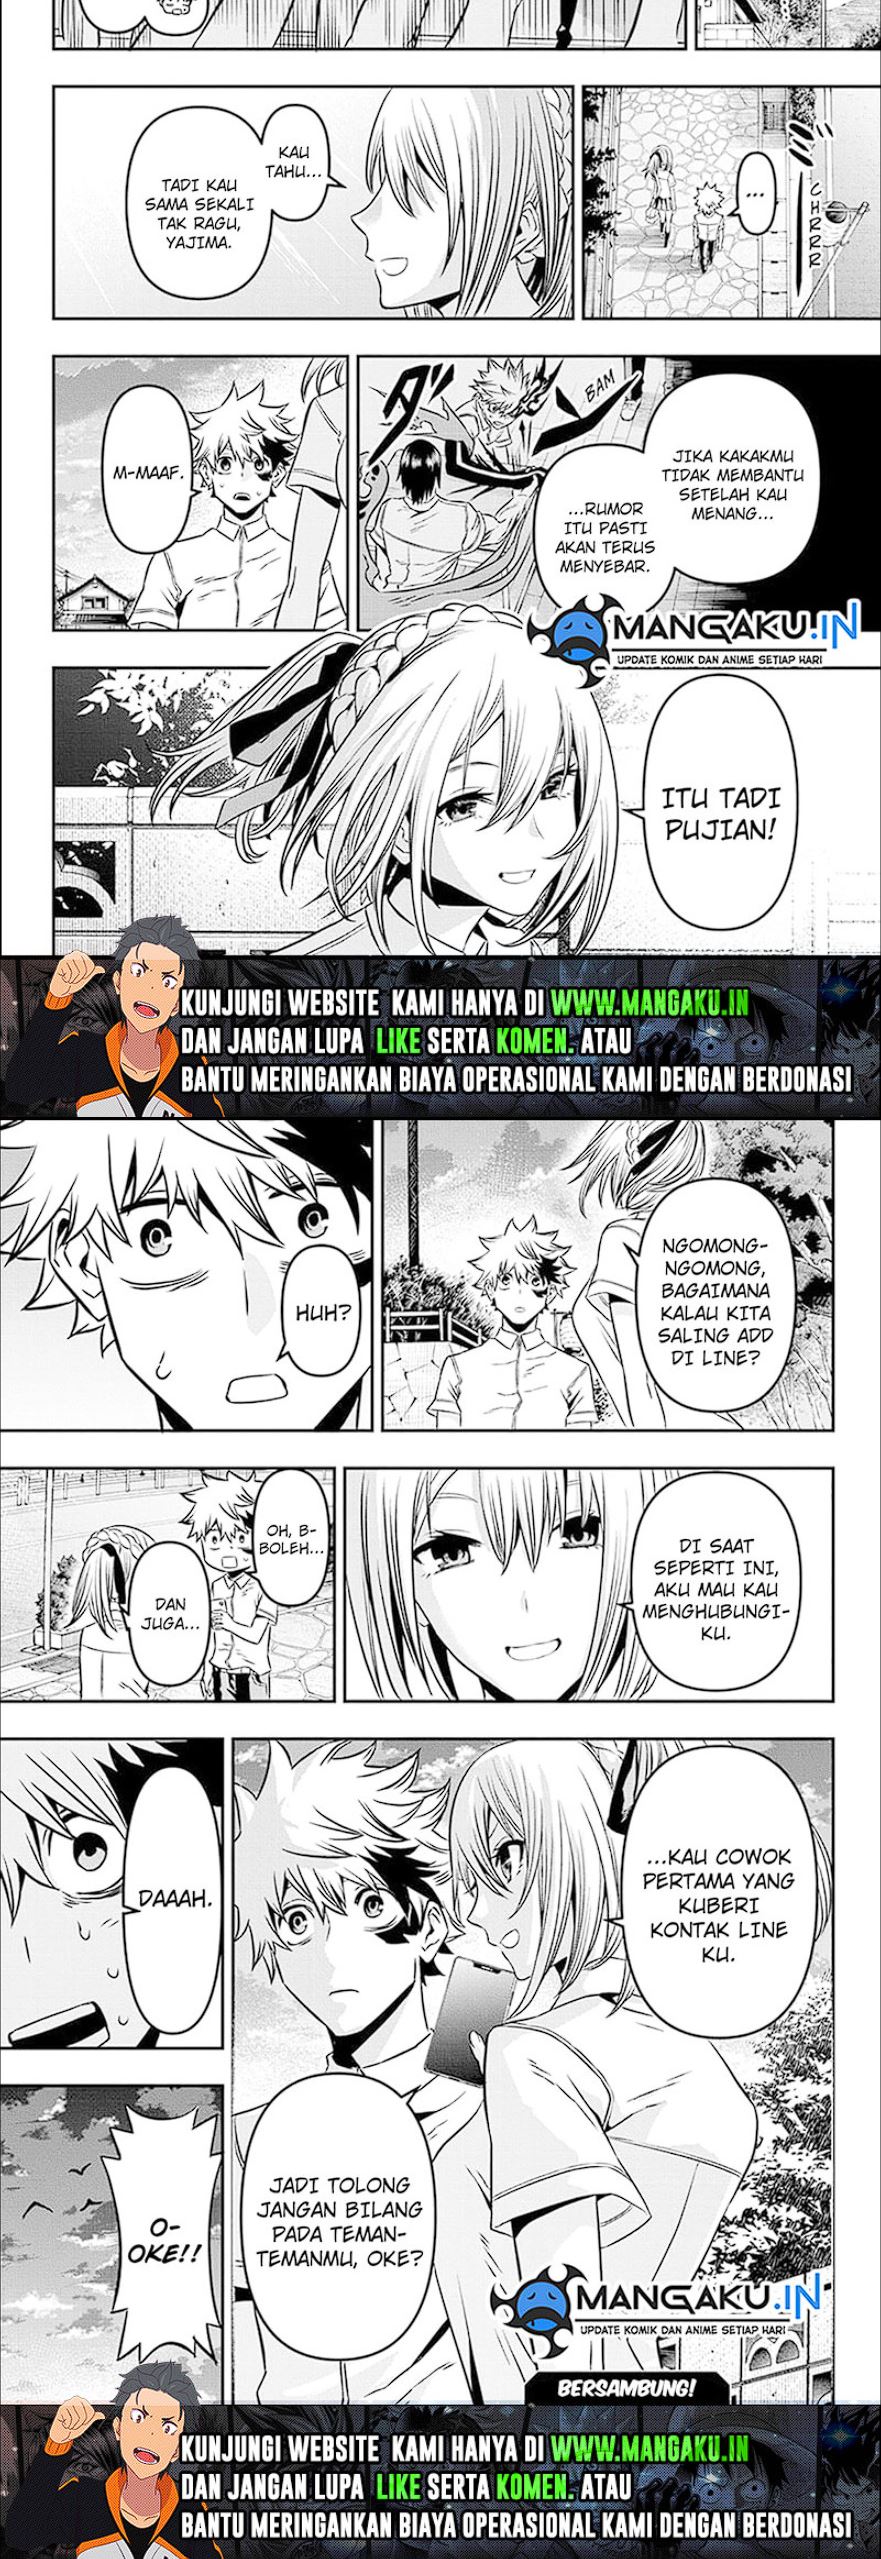 ...
CHRRR
KAU
TAHU...
TADI KAU
SAMA SEKALI
TAK RAGU,
YAJIMA.
JIKA KAKAKMU
TIDAK MEMBANTU
SETELAH KAU
MENANG...
...RUMOR
ITU PASTI
AKAN TERUS
MENYEBAR.
BAM
ダッ
M-MAAF.
MANGAKU.IN
UPDATE KOMIK DAN ANIME SETIAP HARI
ITU TADI
PUJIAN!
KUNJUNGI WEBSITE KAMI HANYA DI WWW.MANGAKU.IN
DAN JANGAN LUPA LIKE SERTA KOMEN. ATAU
BANTU MERINGANKAN BIAYA OPERASIONAL KAMI DENGAN BERDONASI
NGOMONG-
NGOMONG,
BAGAIMANA
KALAU KITA
SALING ADD
DI LINE?
HUH?
DI SAAT
SEPERTI INI,
AKU MAU KAU
MENGHUBUNGI-
KU.
OH, B-
BOLEH...
DAN
JUGA...
...KAU COWOK
PERTAMA YANG
KUBERI
KONTAK LINE
KU.
JADI TOLONG
JANGAN BILANG
PADA TEMAN-
TEMANMU, OKE?
DAAAH.
O-
OKE!!
MANGAKU.IN
UPDATE KOMIK DAN ANIME SETIAP HARI
BERSAMBUNG!
KUNJUNGI WEBSITE KAMI HANYA DI WWW.MANGAKU.IN
DAN JANGAN LUPA LIKE SERTA KOMEN. ATAU
BANTU MERINGANKAN BIAYA OPERASIONAL KAMI DENGAN BERDONASI